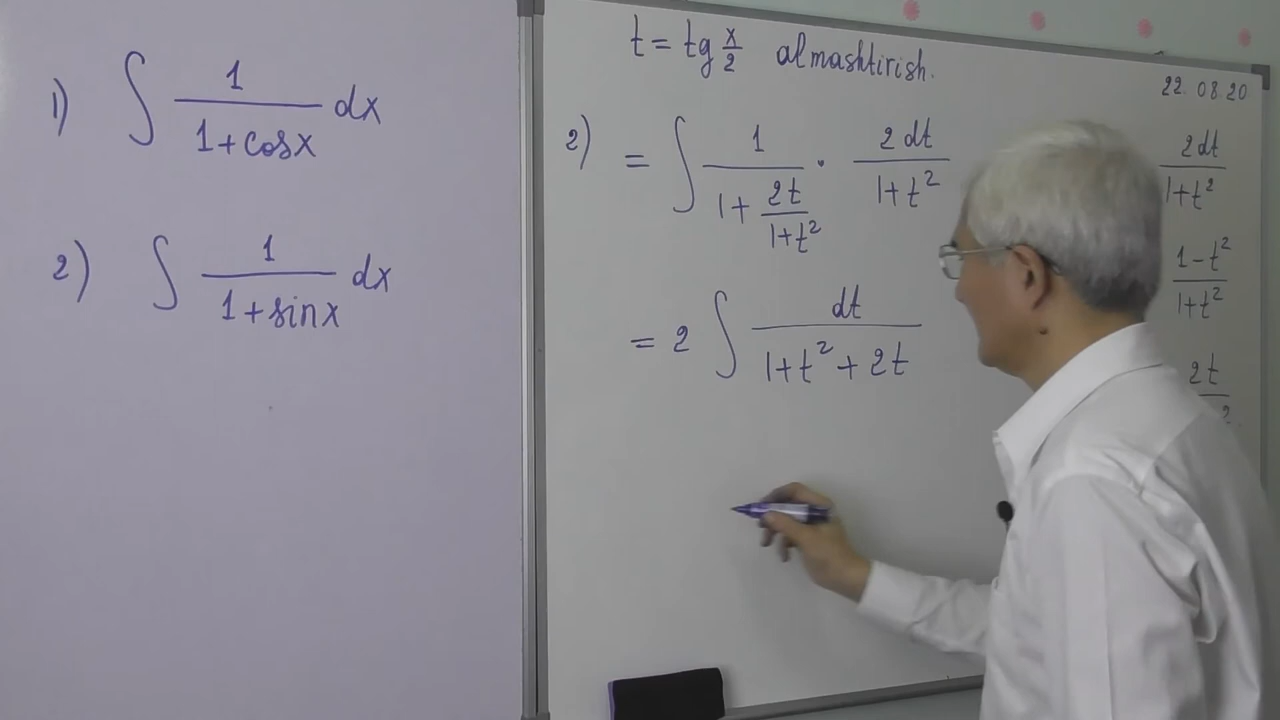 1) ∫ 1/(1+cosx) dx
2) ∫ 1/(1+sinx) dx
t = tg x/2 almashtirish.
22.08.20
2) = ∫ 1/(1+ 2t/(1+t²)) · 2dt/(1+t²)
= 2 ∫ dt/(1+t²+2t)
2dt/(1+t²)
(1-t²)/(1+t²)
2t